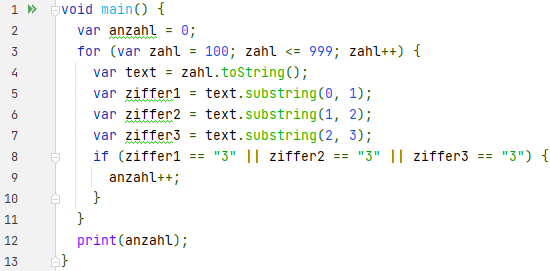 1 void main() {
2 var anzahl = 0;
3 for (var zahl = 100; zahl <= 999; zahl++) {
4 var text = zahl.toString();
5 var ziffer1 = text.substring(0, 1);
6 var ziffer2 = text.substring(1, 2);
7 var ziffer3 = text.substring(2, 3);
8 if (ziffer1 == "3" || ziffer2 == "3" || ziffer3 == "3") {
9 anzahl++;
10 }
11 }
12 print(anzahl);
13 }